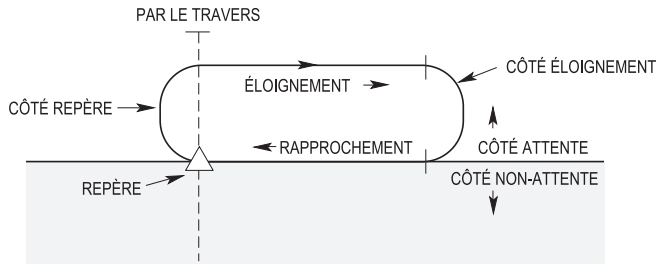 PAR LE TRAVERS
CÔTÉ ÉLOIGNEMENT
ÉLOIGNEMENT
CÔTÉ REPÈRE
RAPPROCHEMENT
CÔTÉ ATTENTE
REPÈRE
CÔTÉ NON-ATTENTE